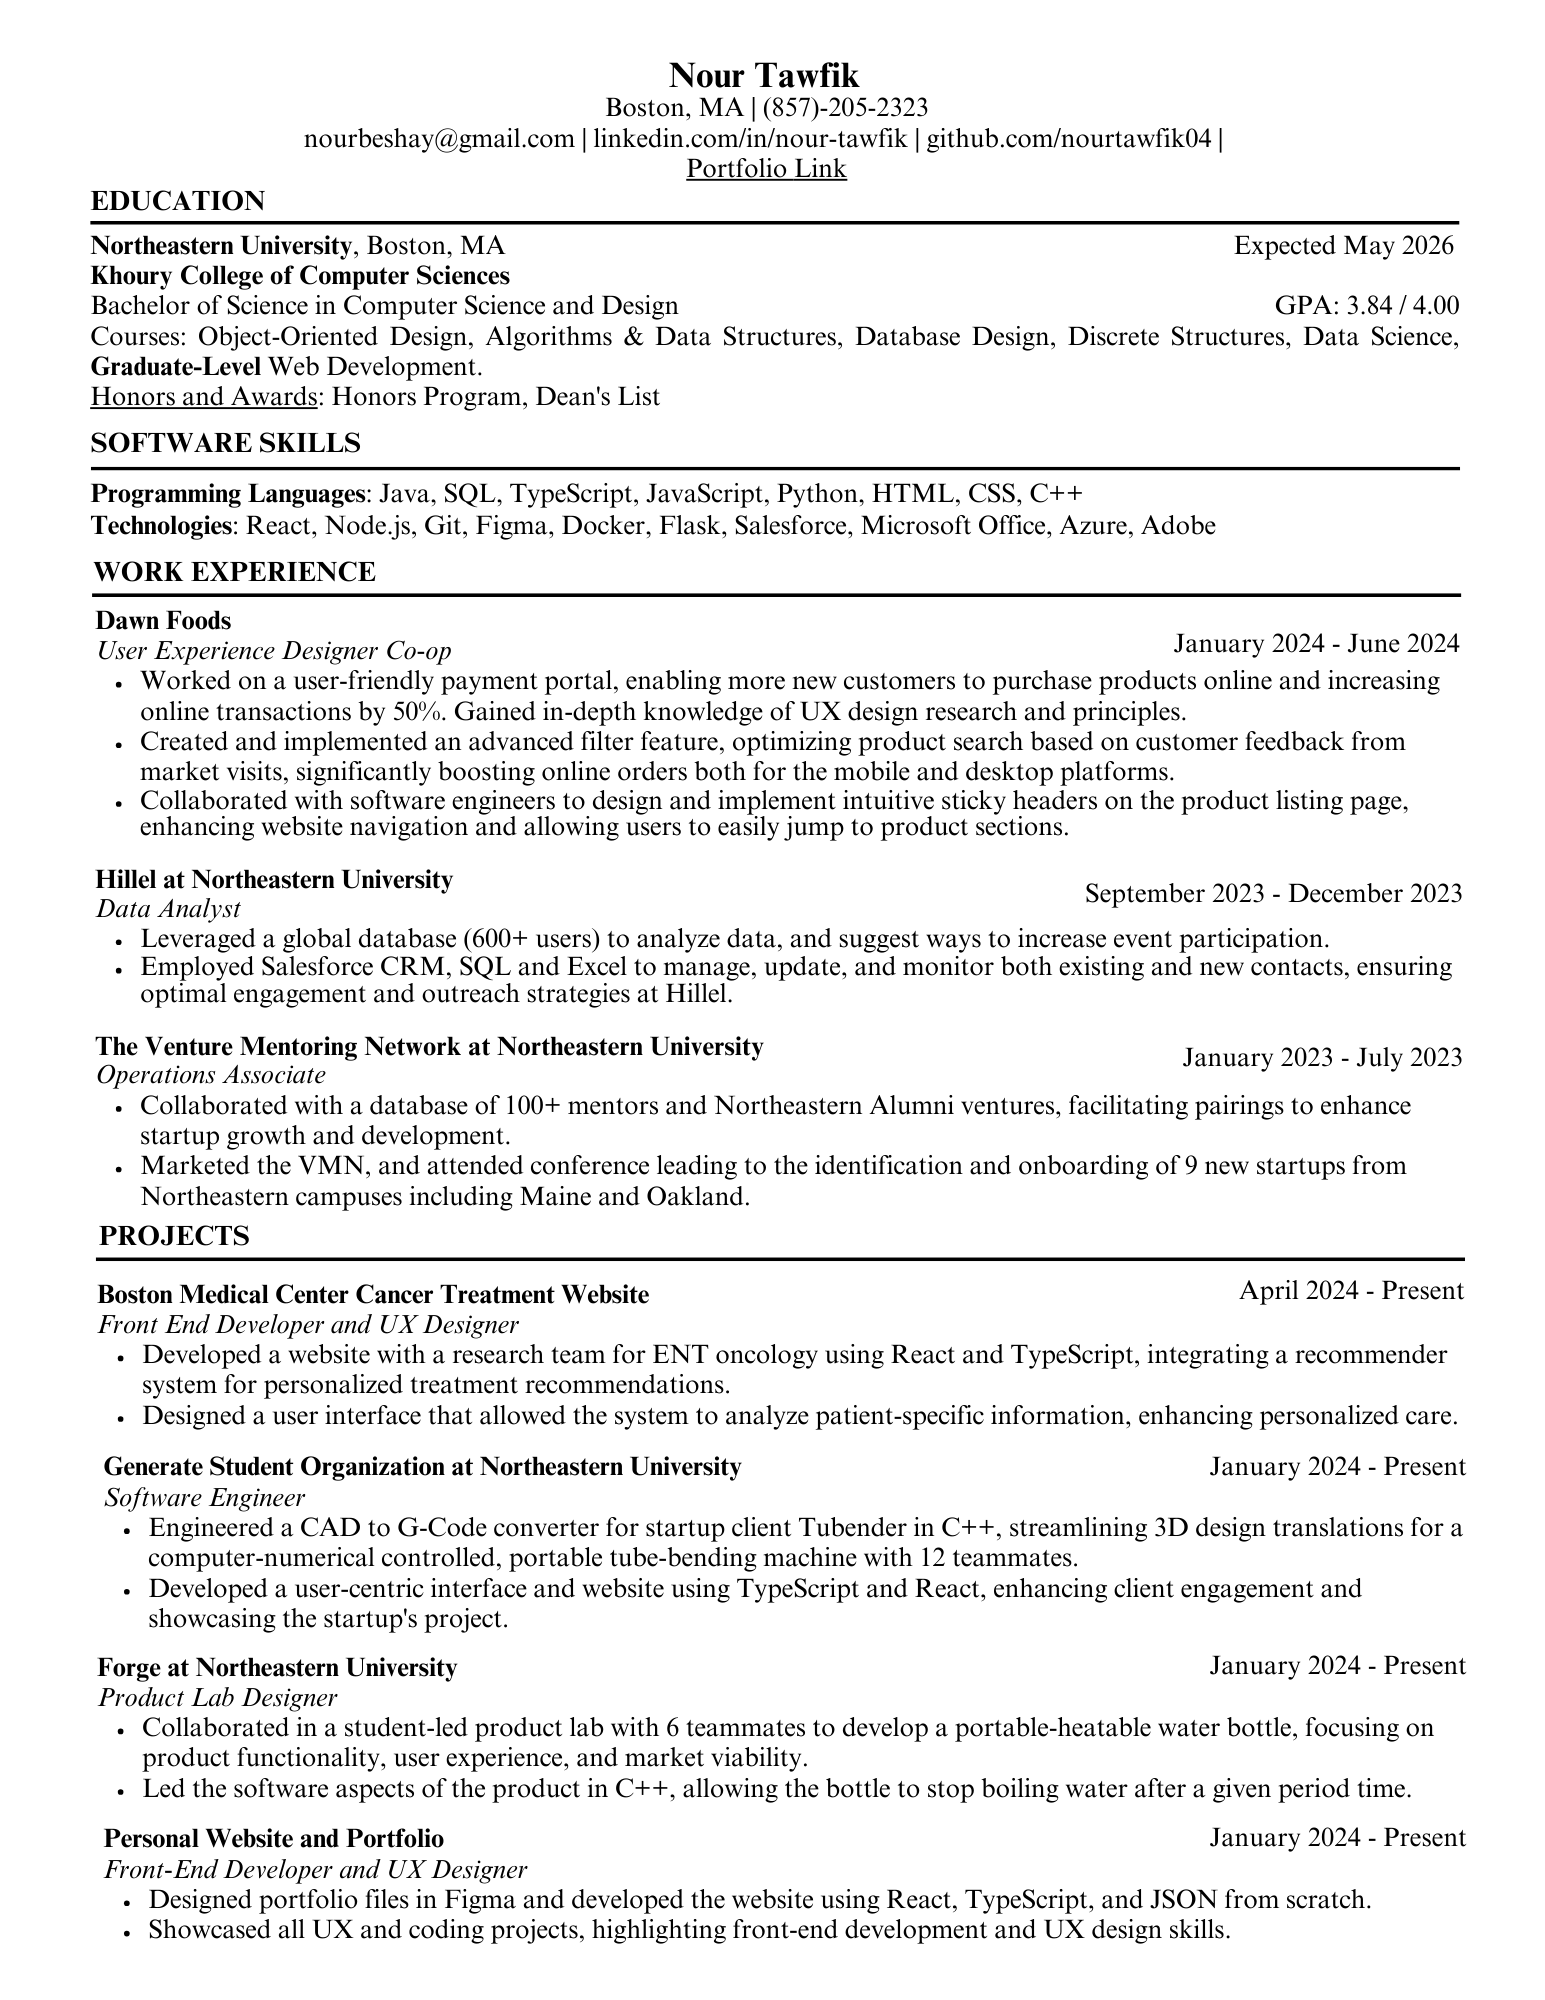 Nour Tawfik
Boston, MA | (857)-205-2323
nourbeshay@gmail.com | linkedin.com/in/nour-tawfik | github.com/nourtawfik04 |
Portfolio Link
EDUCATION
Northeastern University, Boston, MA Expected May 2026
Khoury College of Computer Sciences
Bachelor of Science in Computer Science and Design GPA: 3.84 / 4.00
Courses: Object-Oriented Design, Algorithms & Data Structures, Database Design, Discrete Structures, Data Science,
Graduate-Level Web Development.
Honors and Awards: Honors Program, Dean's List
SOFTWARE SKILLS
Programming Languages: Java, SQL, TypeScript, JavaScript, Python, HTML, CSS, C++
Technologies: React, Node.js, Git, Figma, Docker, Flask, Salesforce, Microsoft Office, Azure, Adobe
WORK EXPERIENCE
Dawn Foods
User Experience Designer Co-op January 2024 - June 2024
• Worked on a user-friendly payment portal, enabling more new customers to purchase products online and increasing
online transactions by 50%. Gained in-depth knowledge of UX design research and principles.
• Created and implemented an advanced filter feature, optimizing product search based on customer feedback from
market visits, significantly boosting online orders both for the mobile and desktop platforms.
• Collaborated with software engineers to design and implement intuitive sticky headers on the product listing page,
enhancing website navigation and allowing users to easily jump to product sections.
Hillel at Northeastern University September 2023 - December 2023
Data Analyst
• Leveraged a global database (600+ users) to analyze data, and suggest ways to increase event participation.
• Employed Salesforce CRM, SQL and Excel to manage, update, and monitor both existing and new contacts, ensuring
optimal engagement and outreach strategies at Hillel.
The Venture Mentoring Network at Northeastern University January 2023 - July 2023
Operations Associate
• Collaborated with a database of 100+ mentors and Northeastern Alumni ventures, facilitating pairings to enhance
startup growth and development.
• Marketed the VMN, and attended conference leading to the identification and onboarding of 9 new startups from
Northeastern campuses including Maine and Oakland.
PROJECTS
Boston Medical Center Cancer Treatment Website April 2024 - Present
Front End Developer and UX Designer
• Developed a website with a research team for ENT oncology using React and TypeScript, integrating a recommender
system for personalized treatment recommendations.
• Designed a user interface that allowed the system to analyze patient-specific information, enhancing personalized care.
Generate Student Organization at Northeastern University January 2024 - Present
Software Engineer
• Engineered a CAD to G-Code converter for startup client Tubender in C++, streamlining 3D design translations for a
computer-numerical controlled, portable tube-bending machine with 12 teammates.
• Developed a user-centric interface and website using TypeScript and React, enhancing client engagement and
showcasing the startup's project.
Forge at Northeastern University January 2024 - Present
Product Lab Designer
• Collaborated in a student-led product lab with 6 teammates to develop a portable-heatable water bottle, focusing on
product functionality, user experience, and market viability.
• Led the software aspects of the product in C++, allowing the bottle to stop boiling water after a given period time.
Personal Website and Portfolio January 2024 - Present
Front-End Developer and UX Designer
• Designed portfolio files in Figma and developed the website using React, TypeScript, and JSON from scratch.
• Showcased all UX and coding projects, highlighting front-end development and UX design skills.